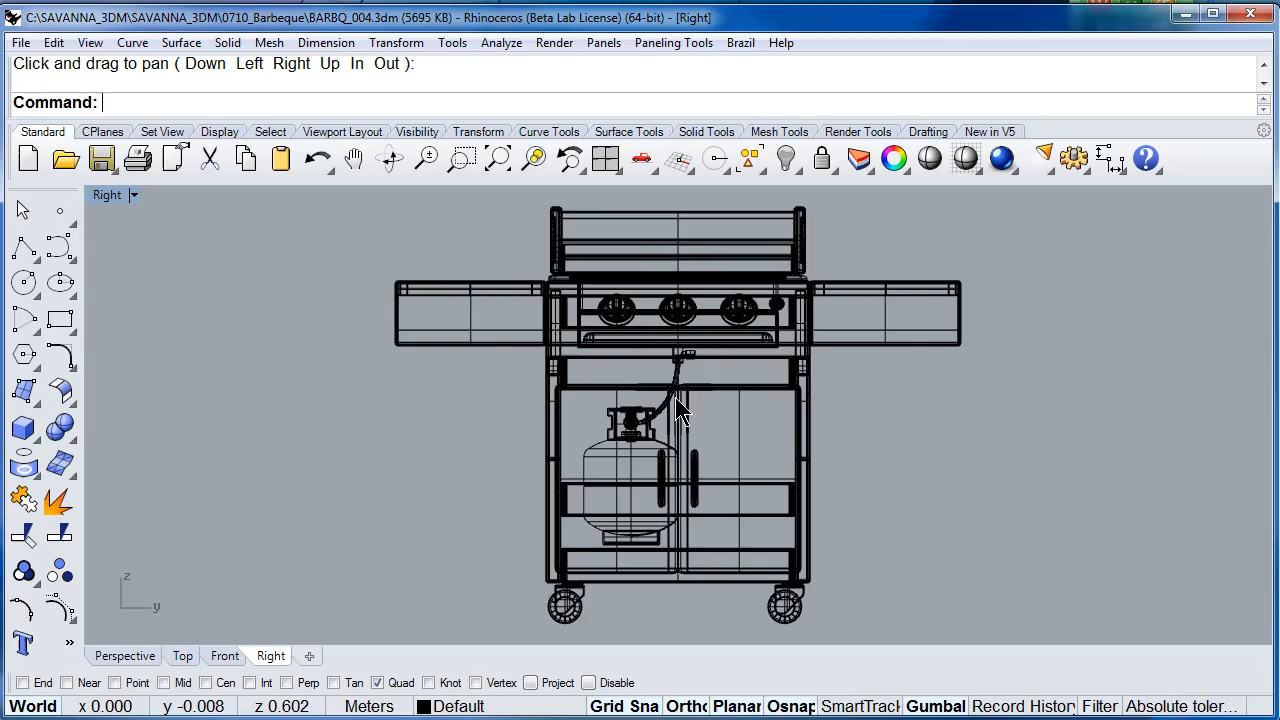 C:\SAVANNA_3DM\SAVANNA_3DM\0710_Barbeque\BARBQ_004.3dm (5695 KB) - Rhinoceros (Beta Lab License) (64-bit) - [Right]
File Edit View Curve Surface Solid Mesh Dimension Transform Tools Analyze Render Panels Paneling Tools Brazil Help
Click and drag to pan ( Down Left Right Up In Out ):
Command:
Standard CPlanes Set View Display Select Viewport Layout Visibility Transform Curve Tools Surface Tools Solid Tools Mesh Tools Render Tools Drafting New in V5
Right
z
y
Perspective Top Front Right
End Near Point Mid Cen Int Perp Tan Quad Knot Vertex Project Disable
World x 0.000 y -0.008 z 0.602 Meters Default Grid Sna Ortho Planar Osnap SmartTrack Gumbal Record History Filter Absolute toler...